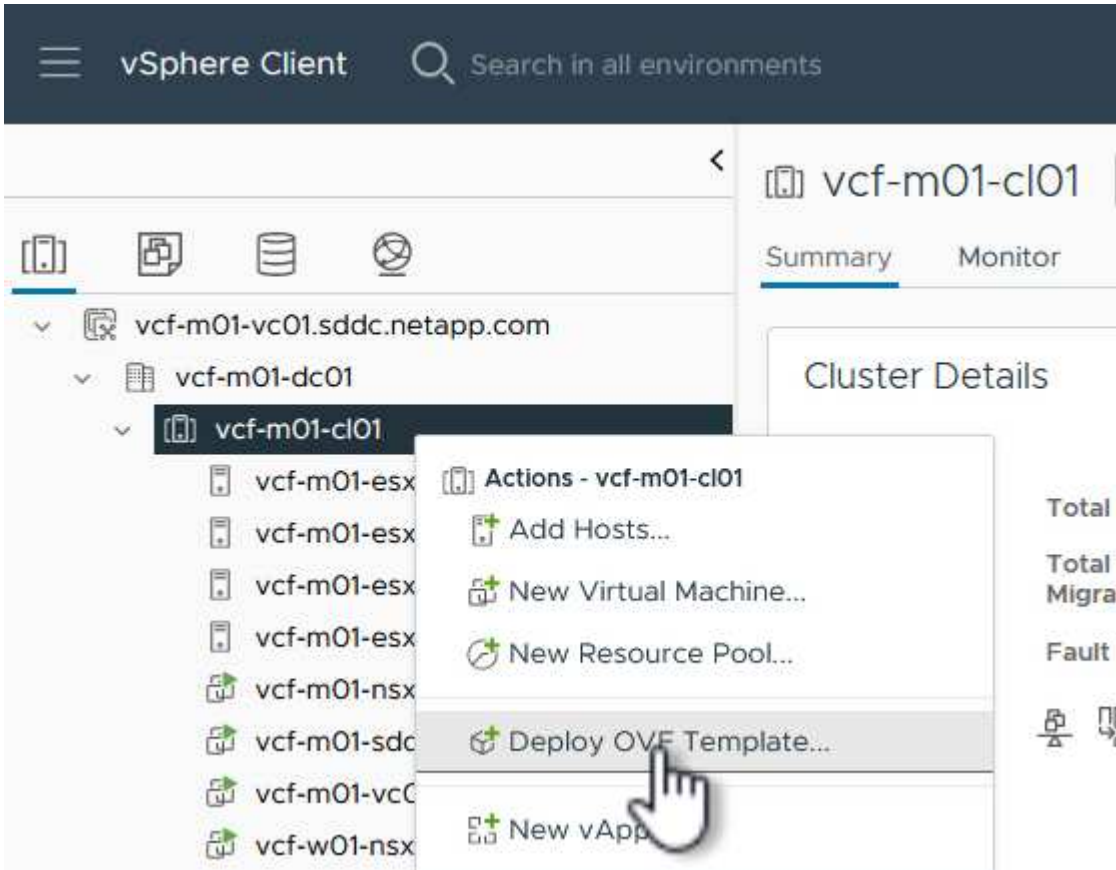 vSphere Client
Search in all environments
vcf-m01-cl01
Summary Monitor
vcf-m01-vc01.sddc.netapp.com
vcf-m01-dc01
vcf-m01-cl01
Cluster Details
vcf-m01-esx
vcf-m01-esx
vcf-m01-esx
vcf-m01-esx
vcf-m01-nsx
vcf-m01-sdd
vcf-m01-vc0
vcf-w01-nsx
Actions - vcf-m01-cl01
Add Hosts...
New Virtual Machine...
New Resource Pool...
Deploy OVF Template...
New vApp
Total
Total
Migra
Fault